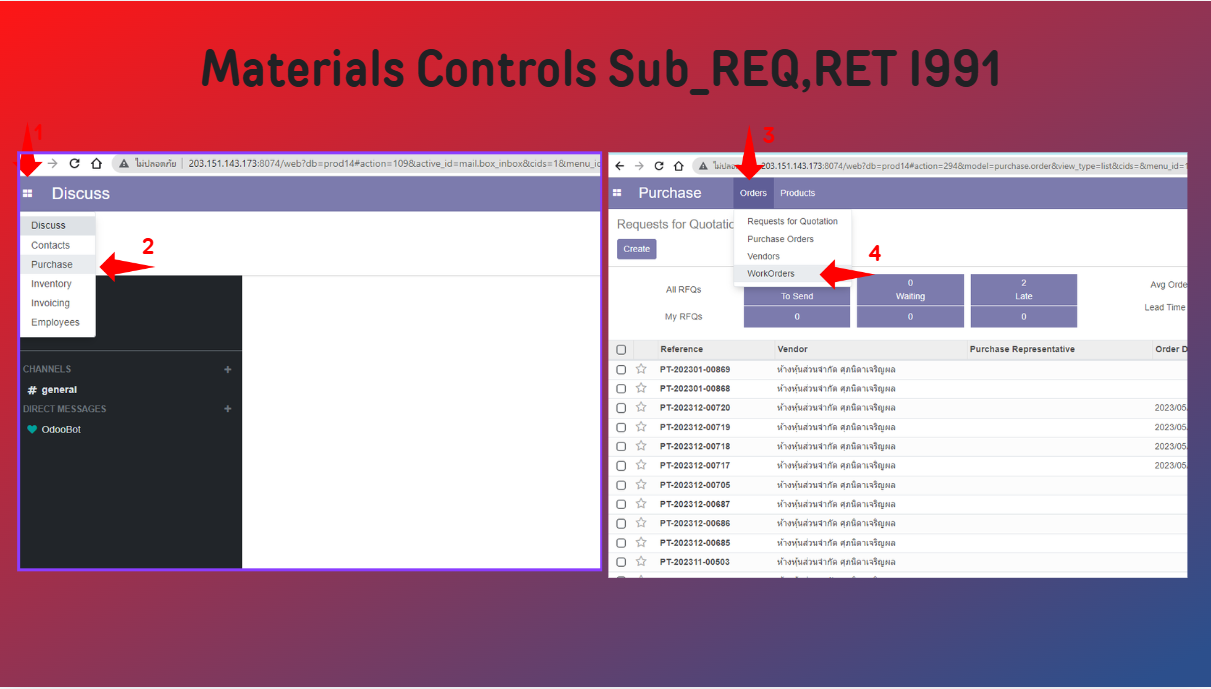 Materials Controls Sub_REQ,RET I991
1
ไม่ปลอดภัย | 203.151.143.173:8074/web?db=prod14#action=109&active_id=mail.box_inbox&cids=1&menu_id
Discuss
Discuss
Contacts
2
Purchase
Inventory
Invoicing
Employees
CHANNELS +
# general
DIRECT MESSAGES +
OdooBot
3
203.151.143.173:8074/web?db=prod14#action=294&model=purchase.order&view_type=list&cids=&menu_id=1
Purchase Orders Products
Requests for Quotatio
Create
Requests for Quotation
Purchase Orders
Vendors
WorkOrders
4
All RFQs
To Send
0
Waiting
2
Late
Avg Orde
My RFQs 0 0 0
Lead Time
Reference Vendor Purchase Representative Order D
PT-202301-00869 ห้างหุ้นส่วนจำกัด ศุภนิดาเจริญผล
PT-202301-00868 ห้างหุ้นส่วนจำกัด ศุภนิดาเจริญผล
PT-202312-00720 ห้างหุ้นส่วนจำกัด ศุภนิดาเจริญผล 2023/05
PT-202312-00719 ห้างหุ้นส่วนจำกัด ศุภนิดาเจริญผล
PT-202312-00718 ห้างหุ้นส่วนจำกัด ศุภนิดาเจริญผล 2023/05
PT-202312-00717 ห้างหุ้นส่วนจำกัด ศุภนิดาเจริญผล 2023/05
PT-202312-00705 ห้างหุ้นส่วนจำกัด ศุภนิดาเจริญผล
PT-202312-00687 ห้างหุ้นส่วนจำกัด ศุภนิดาเจริญผล
PT-202312-00686 ห้างหุ้นส่วนจำกัด ศุภนิดาเจริญผล
PT-202312-00685 ห้างหุ้นส่วนจำกัด ศุภนิดาเจริญผล
PT-202311-00503 ห้างหุ้นส่วนจำกัด ศุภนิดาเจริญผล